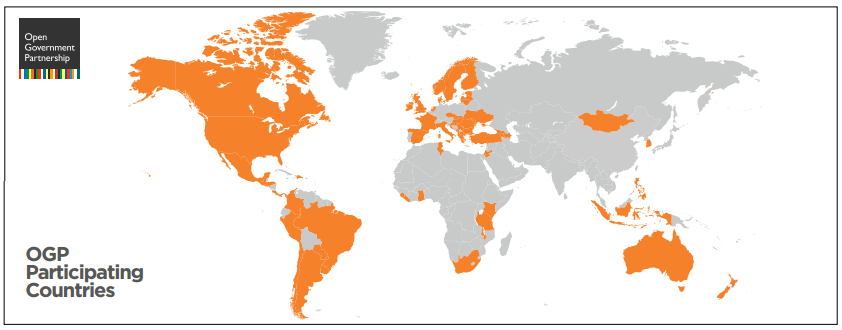 Open
Government
Partnership
OGP
Participating
Countries